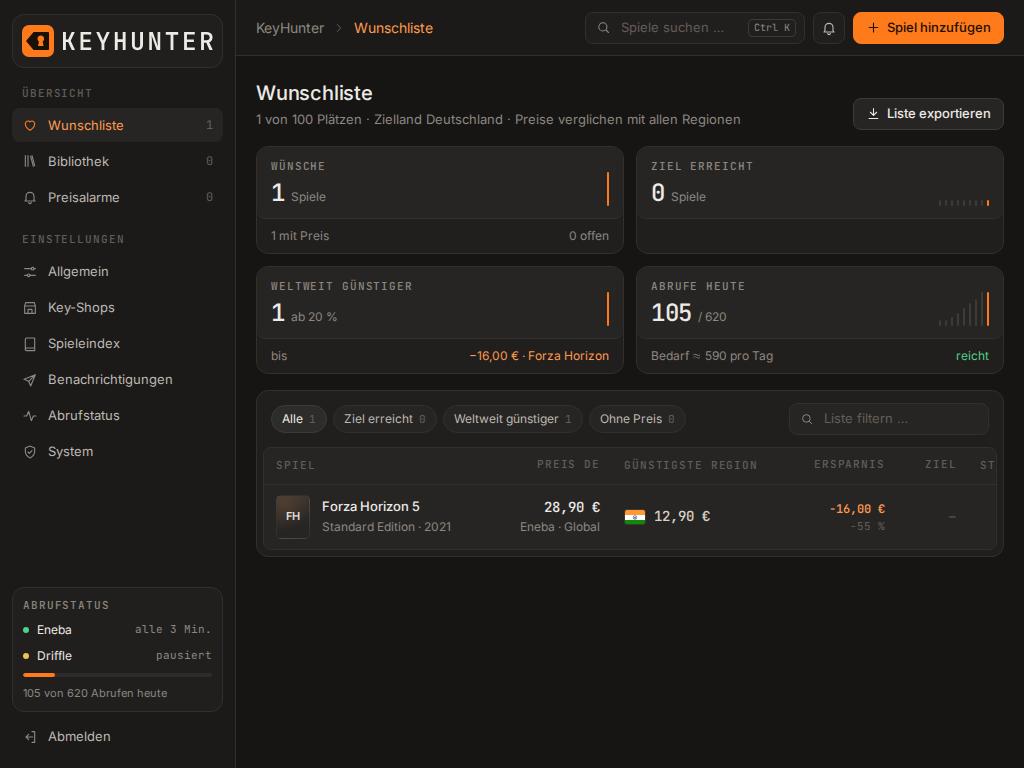 KEYHUNTER
ÜBERSICHT
Wunschliste 1
Bibliothek 0
Preisalarme 0
EINSTELLUNGEN
Allgemein
Key-Shops
Spieleindex
Benachrichtigungen
Abrufstatus
System
ABRUFSTATUS
Eneba alle 3 Min.
Driffle pausiert
105 von 620 Abrufen heute
Abmelden
KeyHunter > Wunschliste
Spiele suchen ... Ctrl K
+ Spiel hinzufügen
Wunschliste
1 von 100 Plätzen · Zielland Deutschland · Preise verglichen mit allen Regionen
Liste exportieren
WÜNSCHE
1 Spiele
1 mit Preis 0 offen
ZIEL ERREICHT
0 Spiele
WELTWEIT GÜNSTIGER
1 ab 20 %
bis −16,00 € · Forza Horizon
ABRUFE HEUTE
105 / 620
Bedarf ≈ 590 pro Tag reicht
Alle 1 Ziel erreicht 0 Weltweit günstiger 1 Ohne Preis 0
Liste filtern ...
SPIEL PREIS DE GÜNSTIGSTE REGION ERSPARNIS ZIEL ST
FH Forza Horizon 5 28,90 € 12,90 € -16,00 € –
Standard Edition · 2021 Eneba · Global -55 %